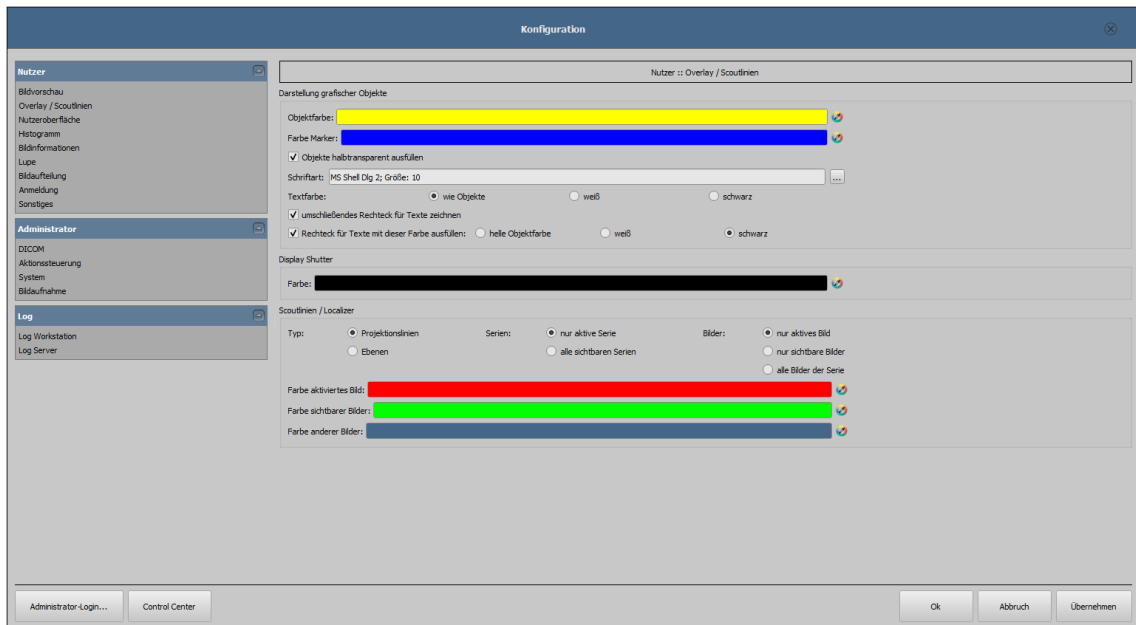 Konfiguration
Nutzer
Bildvorschau
Overlay / Scoutlinien
Nutzeroberfläche
Histogramm
Bildinformationen
Lupe
Bildaufteilung
Anmeldung
Sonstiges
Administrator
DICOM
Aktionssteuerung
System
Bildaufnahme
Log
Log Workstation
Log Server
Nutzer :: Overlay / Scoutlinien
Darstellung grafischer Objekte
Objektfarbe:
Farbe Marker:
Objekte halbtransparent ausfüllen
Schriftart: MS Shell Dlg 2; Größe: 10 ...
Textfarbe: wie Objekte weiß schwarz
umschließendes Rechteck für Texte zeichnen
Rechteck für Texte mit dieser Farbe ausfüllen: helle Objektfarbe weiß schwarz
Display Shutter
Farbe:
Scoutlinien / Localizer
Typ: Projektionslinien Serien: nur aktive Serie Bilder: nur aktives Bild
Ebenen alle sichtbaren Serien nur sichtbare Bilder
alle Bilder der Serie
Farbe aktiviertes Bild:
Farbe sichtbarer Bilder:
Farbe anderer Bilder:
Administrator-Login... Control Center Ok Abbruch Übernehmen